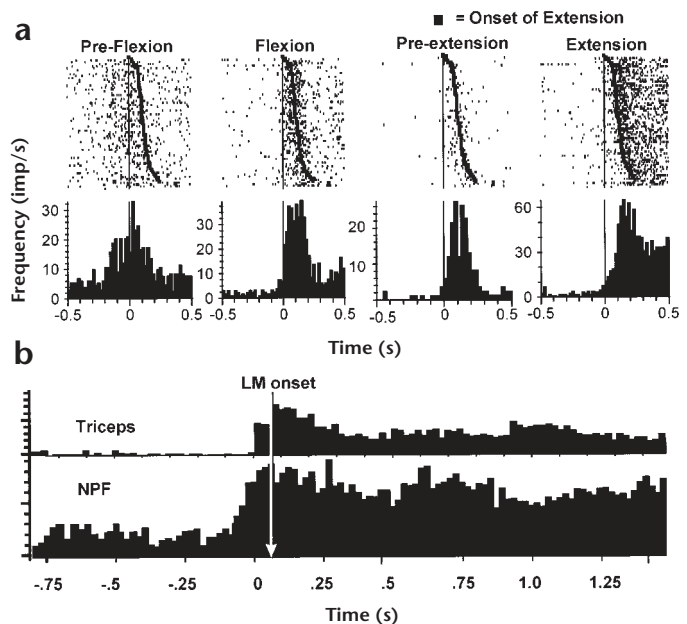 a
■ = Onset of Extension
Pre-Flexion Flexion Pre-extension Extension
Frequency (imp/s)
30 20 10 0
30 20 10 0
20 10 0
60 30 0
-0.5 0 0.5 -0.5 0 0.5 -0.5 0 0.5 -0.5 0 0.5
Time (s)
b
LM onset
Triceps
NPF
-.75 -.5 -.25 0 .25 .5 .75 1.0 1.25
Time (s)